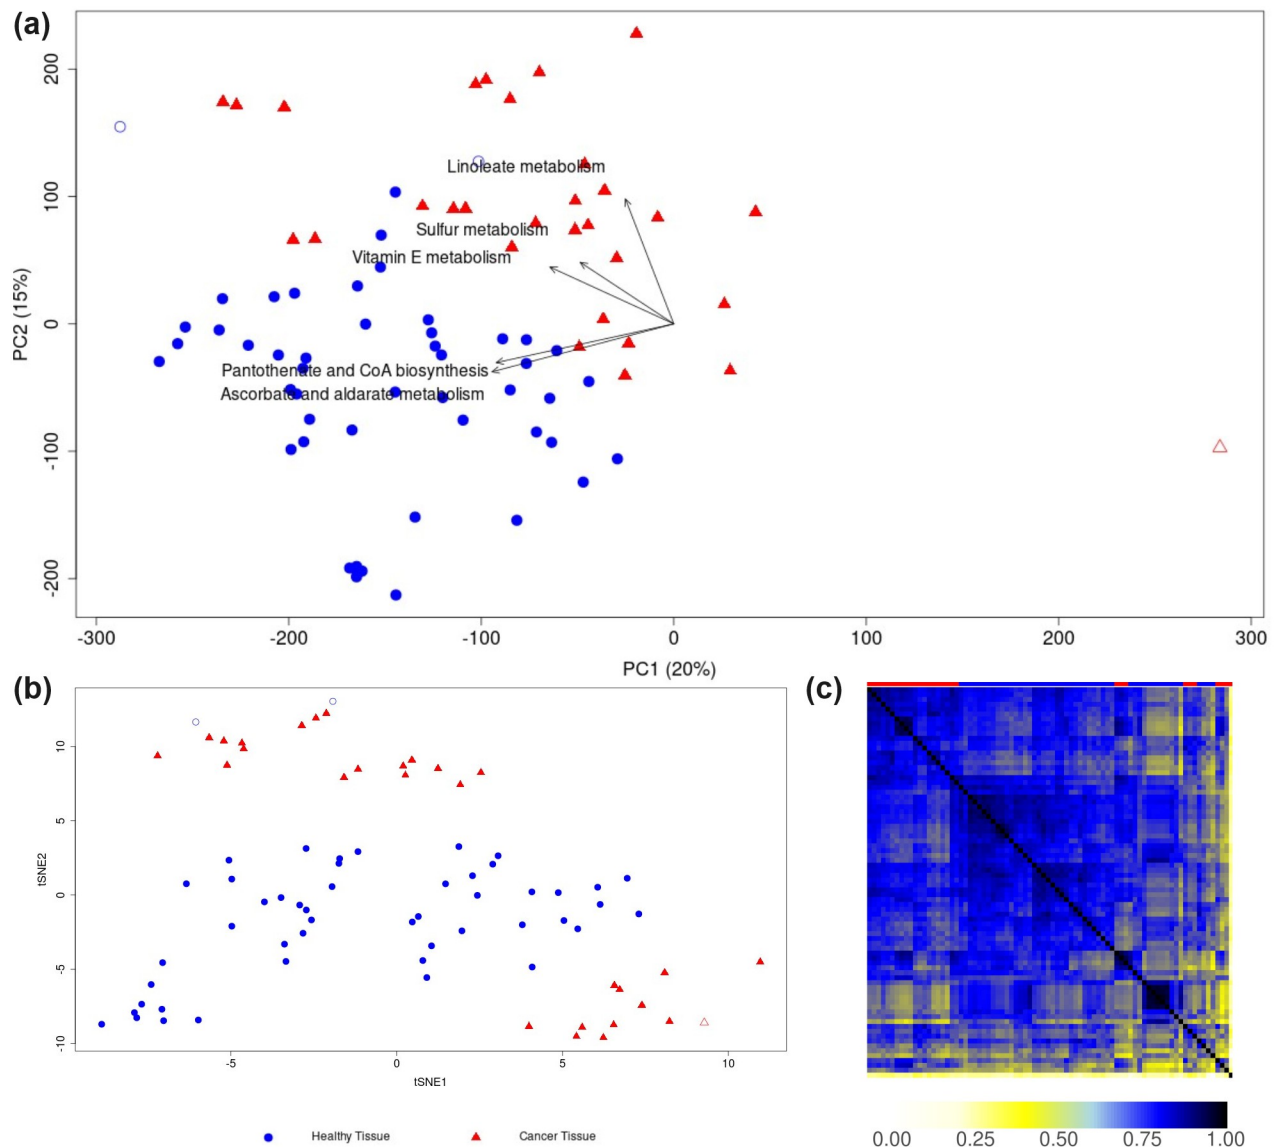 (a)
PC2 (15%)
200
100
0
-100
-200
Linoleate metabolism
Sulfur metabolism
Vitamin E metabolism
Pantothenate and CoA biosynthesis
Ascorbate and aldarate metabolism
-300 -200 -100 0 100 200 300
PC1 (20%)
(b)
tSNE2
10
5
0
-5
-10
-5 0 5 10
tSNE1
Healthy Tissue Cancer Tissue
(c)
0.00 0.25 0.50 0.75 1.00